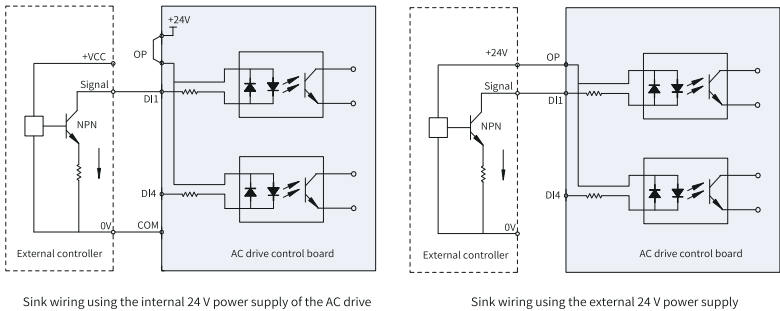 +24V
OP
+VCC
Signal
DI1
NPN
DI4
0V
COM
External controller
AC drive control board
Sink wiring using the internal 24 V power supply of the AC drive
+24V
OP
Signal
DI1
NPN
DI4
0V
External controller
AC drive control board
Sink wiring using the external 24 V power supply